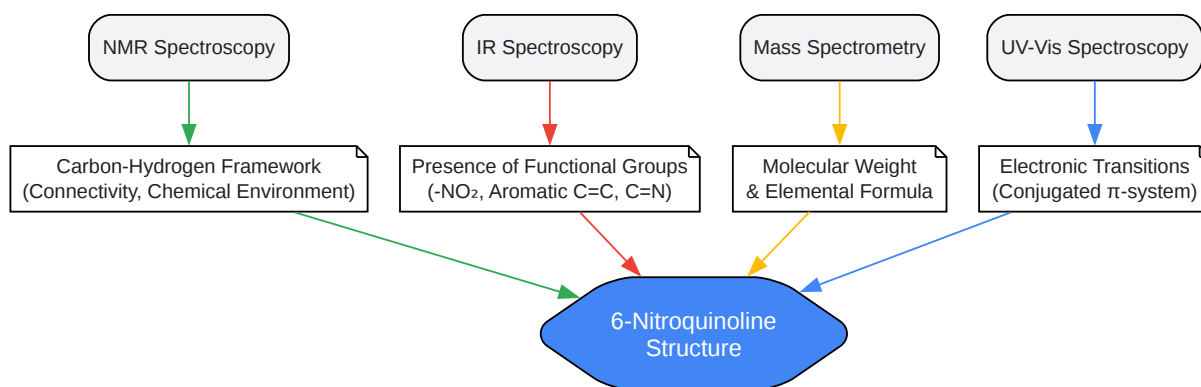 NMR Spectroscopy
IR Spectroscopy
Mass Spectrometry
UV-Vis Spectroscopy
Carbon-Hydrogen Framework
(Connectivity, Chemical Environment)
Presence of Functional Groups
(-NO₂, Aromatic C=C, C=N)
Molecular Weight
& Elemental Formula
Electronic Transitions
(Conjugated π-system)
6-Nitroquinoline
Structure